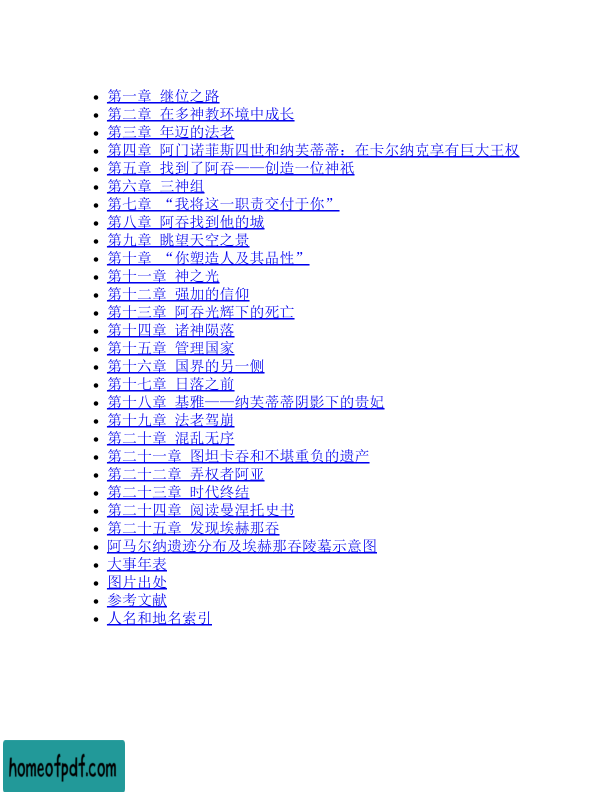 第一章 继位之路
第二章 在多神教环境中成长
第三章 年迈的法老
第四章 阿门诺菲斯四世和纳芙蒂蒂：在卡尔纳克享有巨大王权
第五章 找到了阿吞——创造一位神祇
第六章 三神组
第七章 “我将这一职责交付于你”
第八章 阿吞找到他的城
第九章 眺望天空之景
第十章 “你塑造人及其品性”
第十一章 神之光
第十二章 强加的信仰
第十三章 阿吞光辉下的死亡
第十四章 诸神陨落
第十五章 管理国家
第十六章 国界的另一侧
第十七章 日落之前
第十八章 基雅——纳芙蒂蒂阴影下的贵妃
第十九章 法老驾崩
第二十章 混乱无序
第二十一章 图坦卡吞和不堪重负的遗产
第二十二章 弄权者阿亚
第二十三章 时代终结
第二十四章 阅读曼涅托史书
第二十五章 发现埃赫那吞
阿马尔纳遗迹分布及埃赫那吞陵墓示意图
大事年表
图片出处
参考文献
人名和地名索引
homeofpdf.com